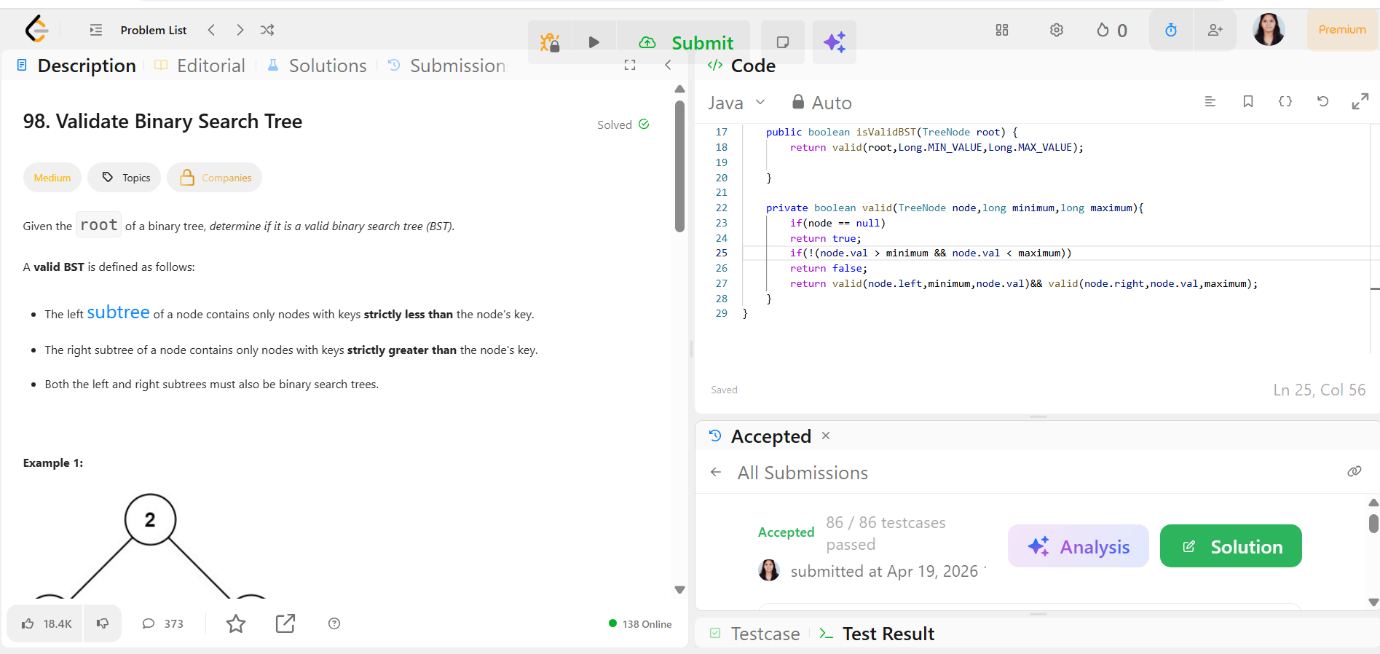 Problem List
Submit
0
Premium
Description
Editorial
Solutions
Submission
98. Validate Binary Search Tree
Solved
Medium
Topics
Companies
Given the root of a binary tree, determine if it is a valid binary search tree (BST).
A valid BST is defined as follows:
The left subtree of a node contains only nodes with keys strictly less than the node's key.
The right subtree of a node contains only nodes with keys strictly greater than the node's key.
Both the left and right subtrees must also be binary search trees.
Example 1:
2
18.4K
373
138 Online
</> Code
Java
Auto
17 public boolean isValidBST(TreeNode root) {
18 return valid(root,Long.MIN_VALUE,Long.MAX_VALUE);
19
20 }
21
22 private boolean valid(TreeNode node,long minimum,long maximum){
23 if(node == null)
24 return true;
25 if(!(node.val > minimum && node.val < maximum))
26 return false;
27 return valid(node.left,minimum,node.val)&& valid(node.right,node.val,maximum);
28 }
29 }
Saved
Ln 25, Col 56
Accepted
All Submissions
Accepted
86 / 86 testcases
passed
submitted at Apr 19, 2026
Analysis
Solution
Testcase
Test Result